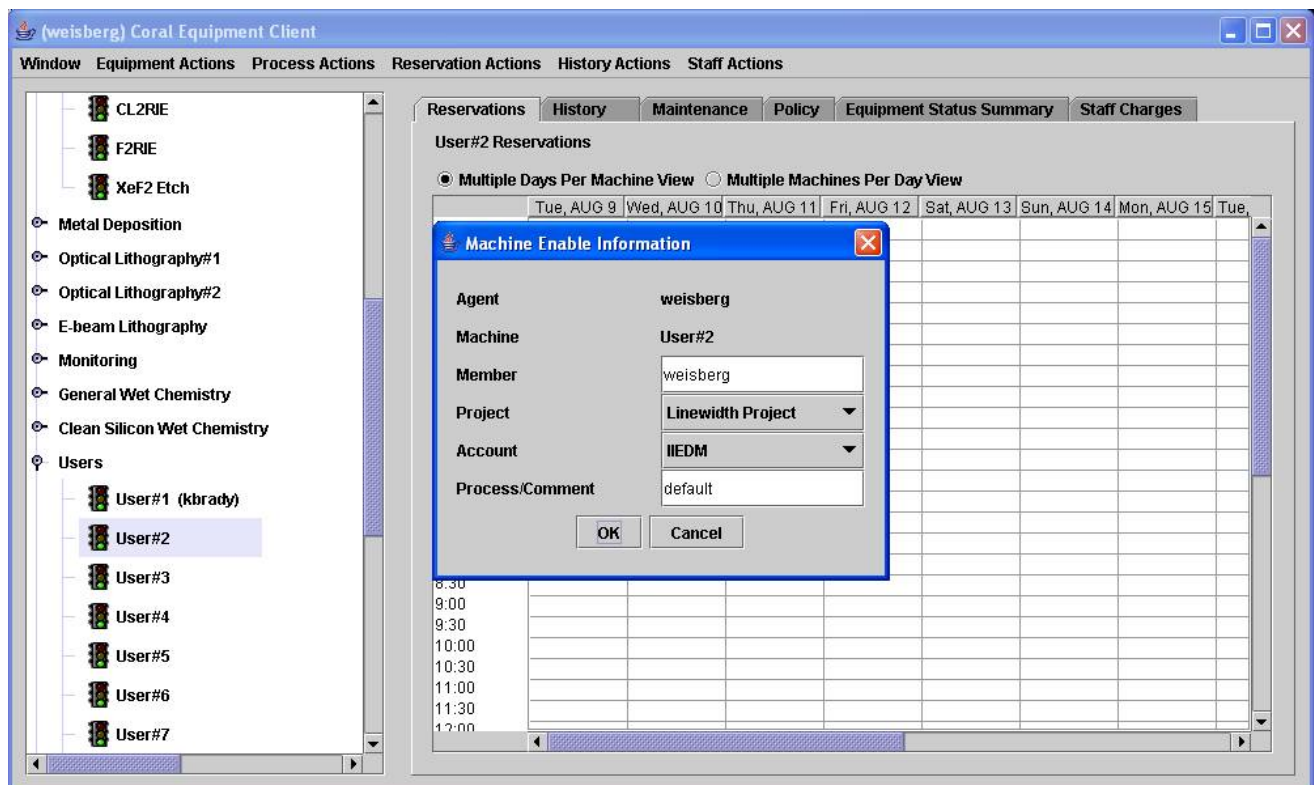 (weisberg) Coral Equipment Client
Window Equipment Actions Process Actions Reservation Actions History Actions Staff Actions
CL2RIE
F2RIE
XeF2 Etch
Metal Deposition
Optical Lithography#1
Optical Lithography#2
E-beam Lithography
Monitoring
General Wet Chemistry
Clean Silicon Wet Chemistry
Users
User#1 (kbrady)
User#2
User#3
User#4
User#5
User#6
User#7
Reservations History Maintenance Policy Equipment Status Summary Staff Charges
User#2 Reservations
Multiple Days Per Machine View Multiple Machines Per Day View
Tue, AUG 9 Wed, AUG 10 Thu, AUG 11 Fri, AUG 12 Sat, AUG 13 Sun, AUG 14 Mon, AUG 15 Tue,
Machine Enable Information
Agent weisberg
Machine User#2
Member weisberg
Project Linewidth Project
Account IIEDM
Process/Comment default
OK Cancel
8:30
9:00
9:30
10:00
10:30
11:00
11:30
12:00